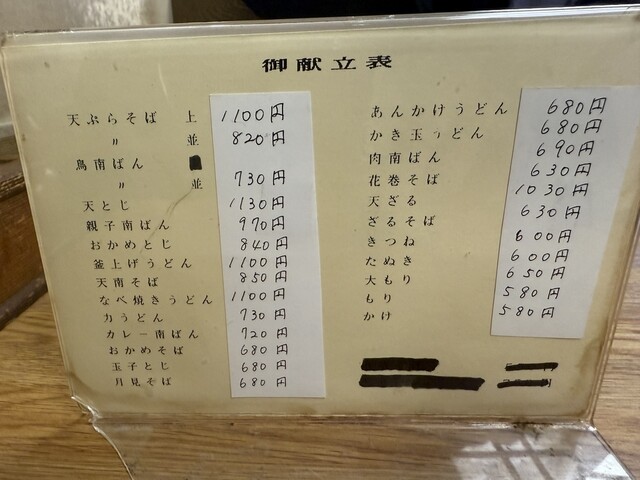 御献立表
天ぷらそば 上 1100円
〃 並 820円
鳥南ばん
〃 並 730円
天とじ 1130円
親子南ばん 970円
おかめとじ 840円
釜上げうどん 1100円
天南そば 850円
なべ焼きうどん 1100円
力うどん 730円
カレー南ばん 720円
おかめそば 680円
玉子とじ 680円
月見そば 680円
あんかけうどん 680円
かき玉うどん 680円
肉南ばん 690円
花巻そば 630円
天ざる 1030円
ざるそば 630円
きつね 600円
たぬき 600円
大もり 650円
もり 580円
かけ 580円